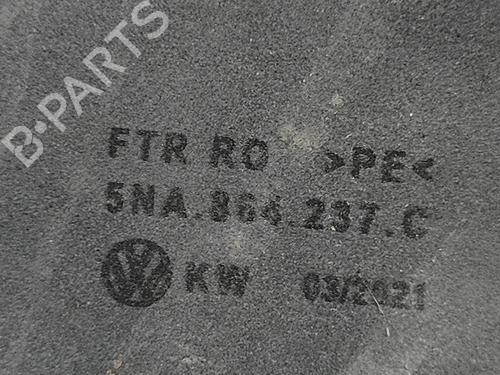 B-PARTS
FTR RO >PE<
5NA.864.237.C
KW 03/2021